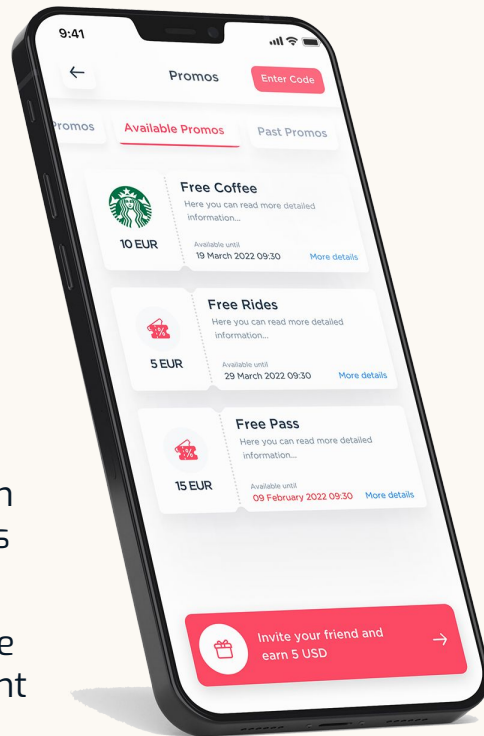 9:41
Promos
Enter Code
Promos
Available Promos
Past Promos
Free Coffee
Here you can read more detailed
information...
10 EUR
Available until
19 March 2022 09:30
More details
Free Rides
Here you can read more detailed
information...
5 EUR
Available until
29 March 2022 09:30
More details
Free Pass
Here you can read more detailed
information...
15 EUR
Available until
09 February 2022 09:30
More details
Invite your friend and
earn 5 USD